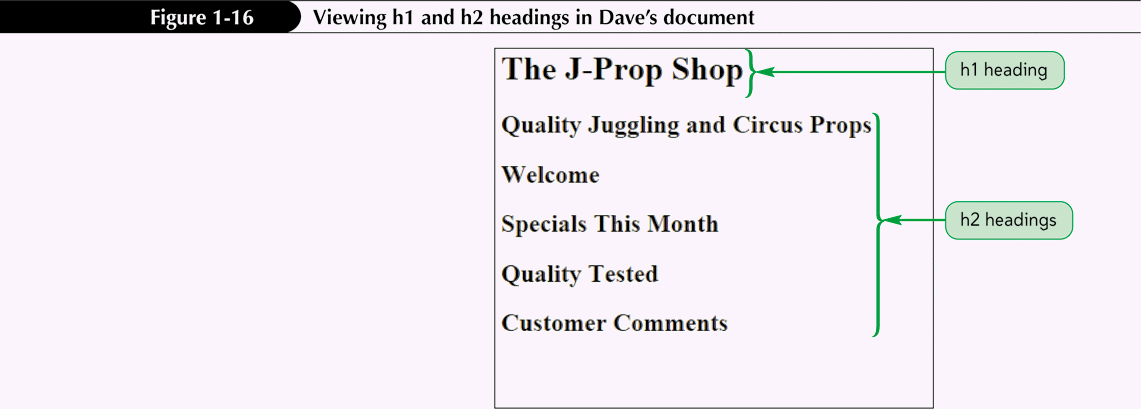 Figure 1-16 Viewing h1 and h2 headings in Dave's document
The J-Prop Shop
h1 heading
Quality Juggling and Circus Props
Welcome
Specials This Month
h2 headings
Quality Tested
Customer Comments